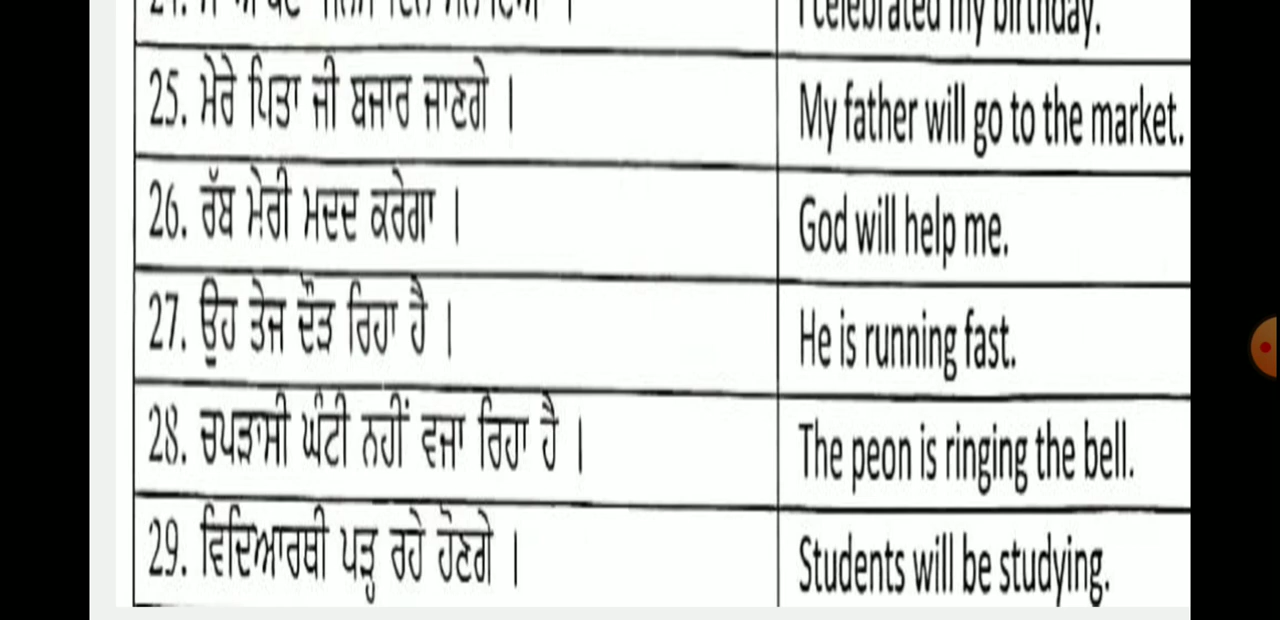 I celebrated my birthday.
25. ਮੇਰੇ ਪਿਤਾ ਜੀ ਬਜਾਰ ਜਾਣਗੇ । My father will go to the market.
26. ਰੱਬ ਮੇਰੀ ਮਦਦ ਕਰੇਗਾ । God will help me.
27. ਉਹ ਤੇਜ ਦੌੜ ਰਿਹਾ ਹੈ । He is running fast.
28. ਚਪੜਾਸੀ ਘੰਟੀ ਨਹੀਂ ਵਜਾ ਰਿਹਾ ਹੈ । The peon is ringing the bell.
29. ਵਿਦਿਆਰਥੀ ਪੜ੍ਹ ਰਹੇ ਹੋਣਗੇ । Students will be studying.